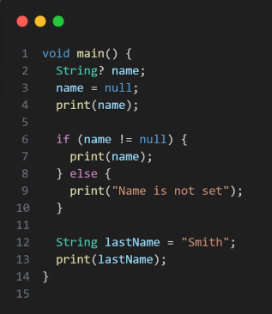 1 void main() {
2   String? name;
3   name = null;
4   print(name);
5
6   if (name != null) {
7     print(name);
8   } else {
9     print("Name is not set");
10   }
11
12   String lastName = "Smith";
13   print(lastName);
14 }
15